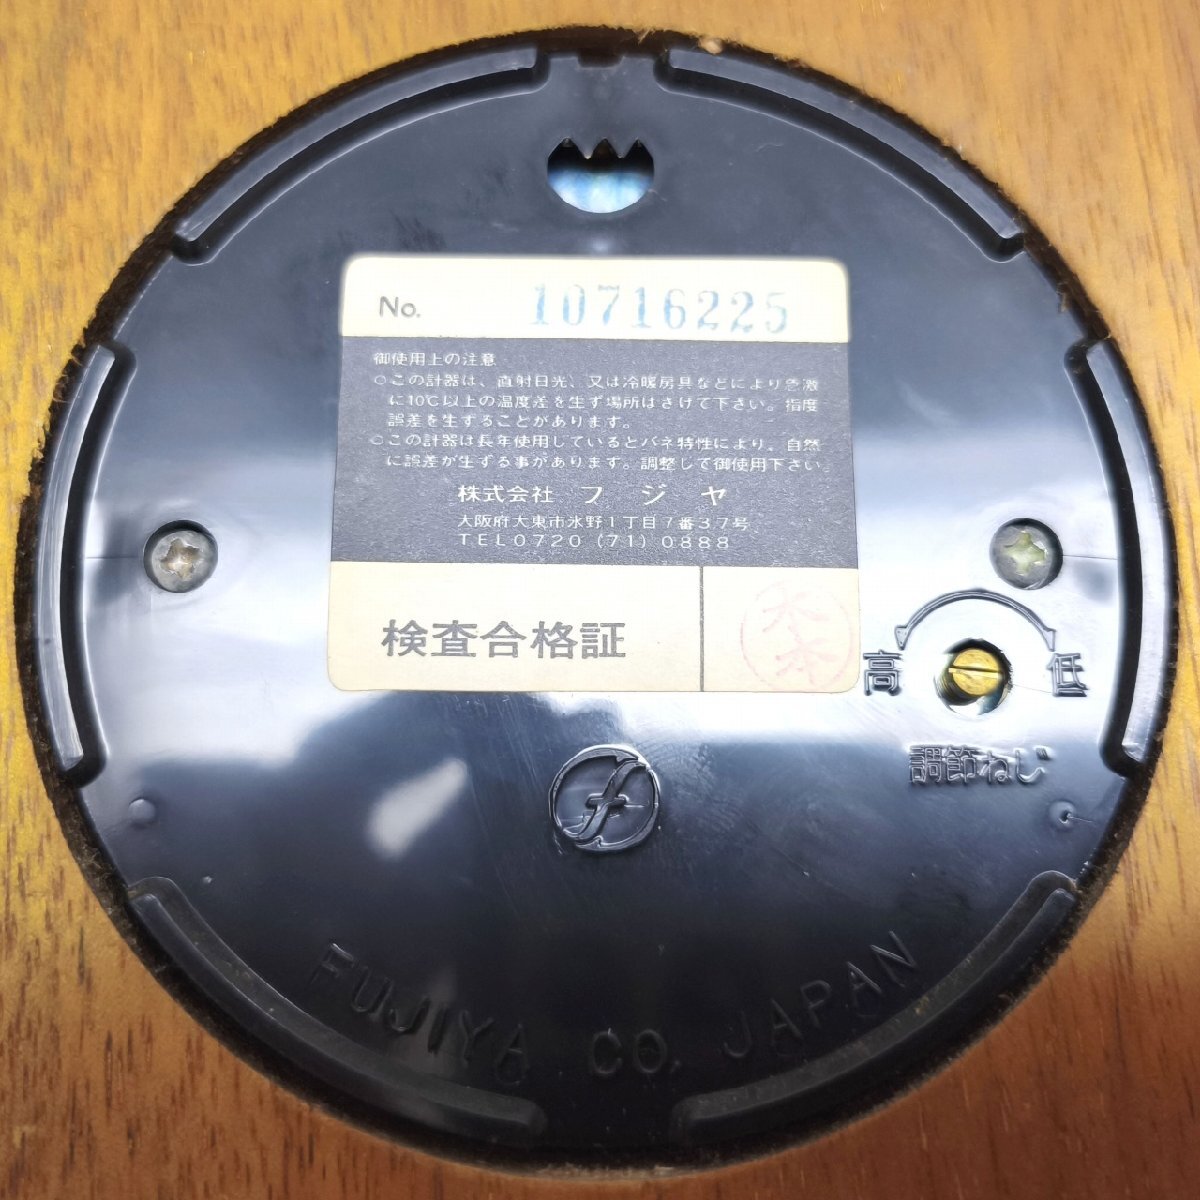 No. 10716225
御使用上の注意
○この計器は、直射日光、又は冷暖房具などにより急激
に10℃以上の温度差を生ず場所はさけて下さい。指度
誤差を生ずることがあります。
○この計器は長年使用しているとバネ特性により、自然
に誤差が生ずる事があります。調整して御使用下さい。
株式会社 フジヤ
大阪府大東市氷野1丁目7番37号
TEL0720 (71) 0888
検査合格証
高 低
調節ねじ
f
FUJIYA CO. JAPAN